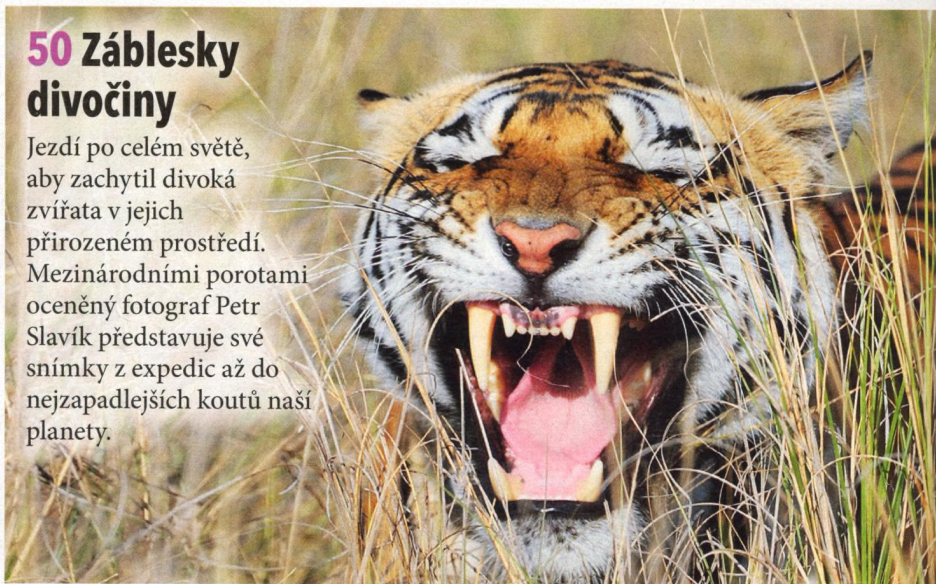 50 Záblesky
divočiny
Jezdí po celém světě,
aby zachytil divoká
zvířata v jejich
přirozeném prostředí.
Mezinárodními porotami
oceněný fotograf Petr
Slavík představuje své
snímky z expedic až do
nejzapadlejších koutů naší
planety.